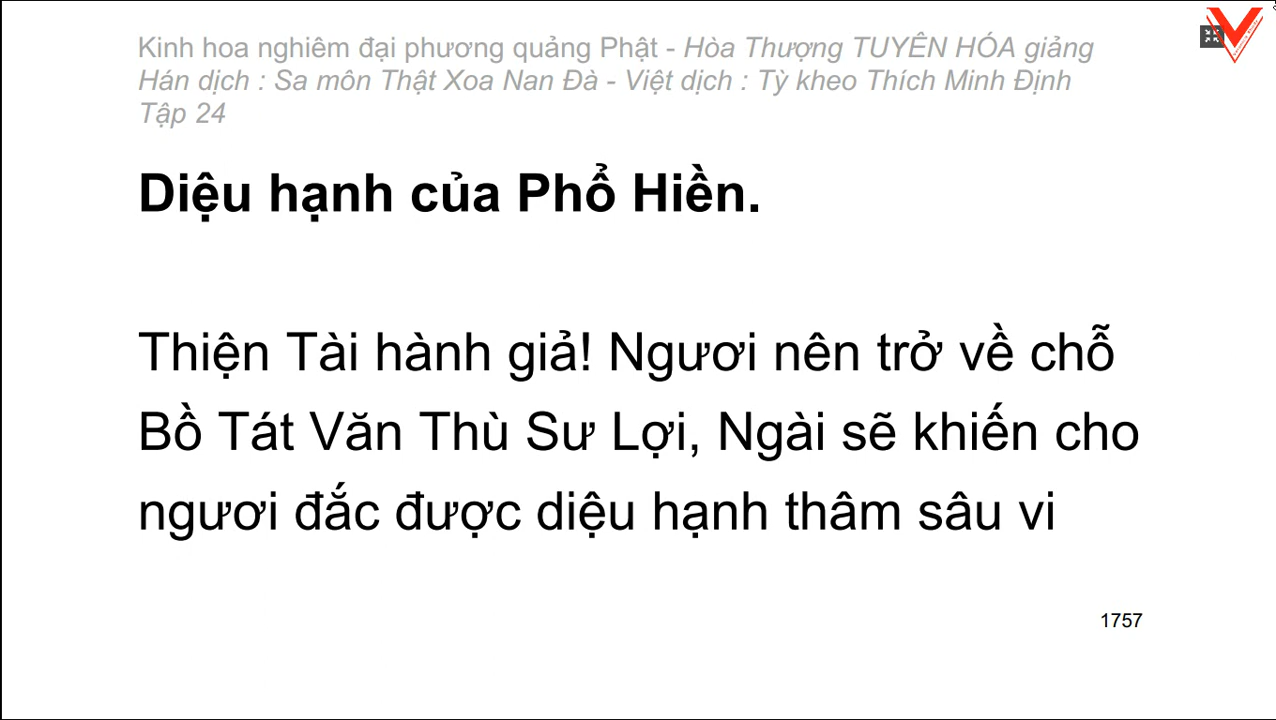 Kinh hoa nghiêm đại phương quảng Phật - Hòa Thượng TUYÊN HÓA giảng
Hán dịch : Sa môn Thật Xoa Nan Đà - Việt dịch : Tỳ kheo Thích Minh Định
Tập 24
Diệu hạnh của Phổ Hiền.
Thiện Tài hành giả! Ngươi nên trở về chỗ
Bồ Tát Văn Thù Sư Lợi, Ngài sẽ khiến cho
ngươi đắc được diệu hạnh thâm sâu vi
1757